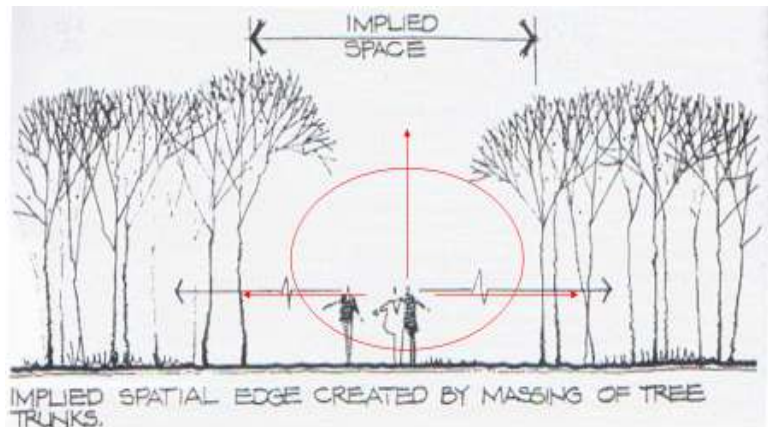 IMPLIED
SPACE
IMPLIED SPATIAL EDGE CREATED BY MASSING OF TREE
TRUNKS.